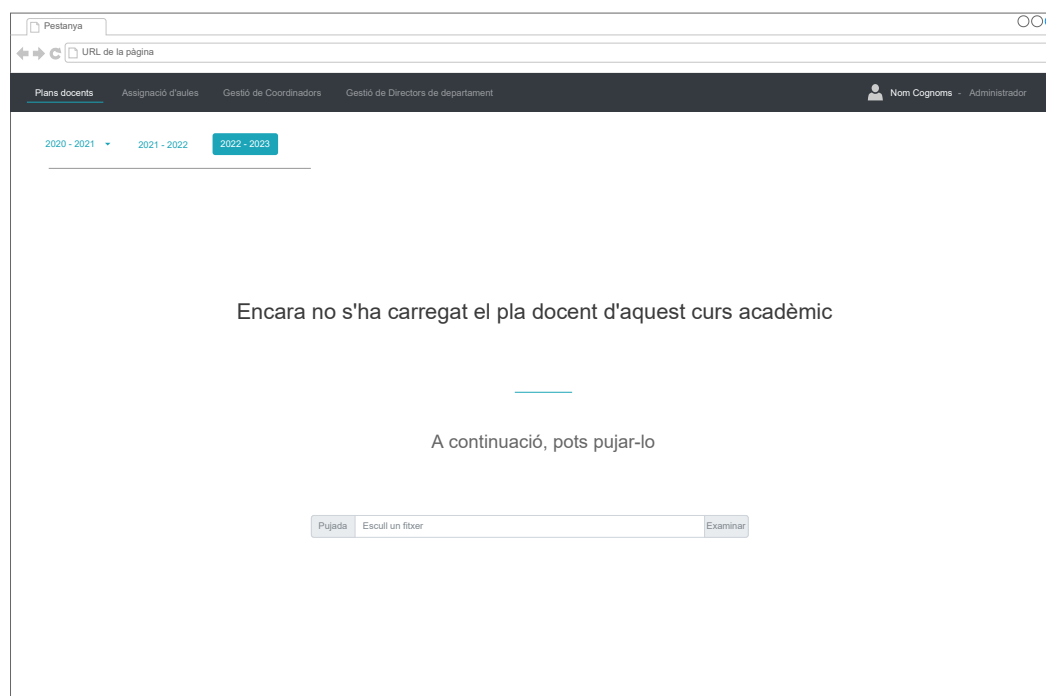 Pestanya
URL de la pàgina
Plans docents Assignació d'aules Gestió de Coordinadors Gestió de Directors de departament Nom Cognoms - Administrador
2020 - 2021 2021 - 2022 2022 - 2023
Encara no s'ha carregat el pla docent d'aquest curs acadèmic
A continuació, pots pujar-lo
Pujada Escull un fitxer Examinar